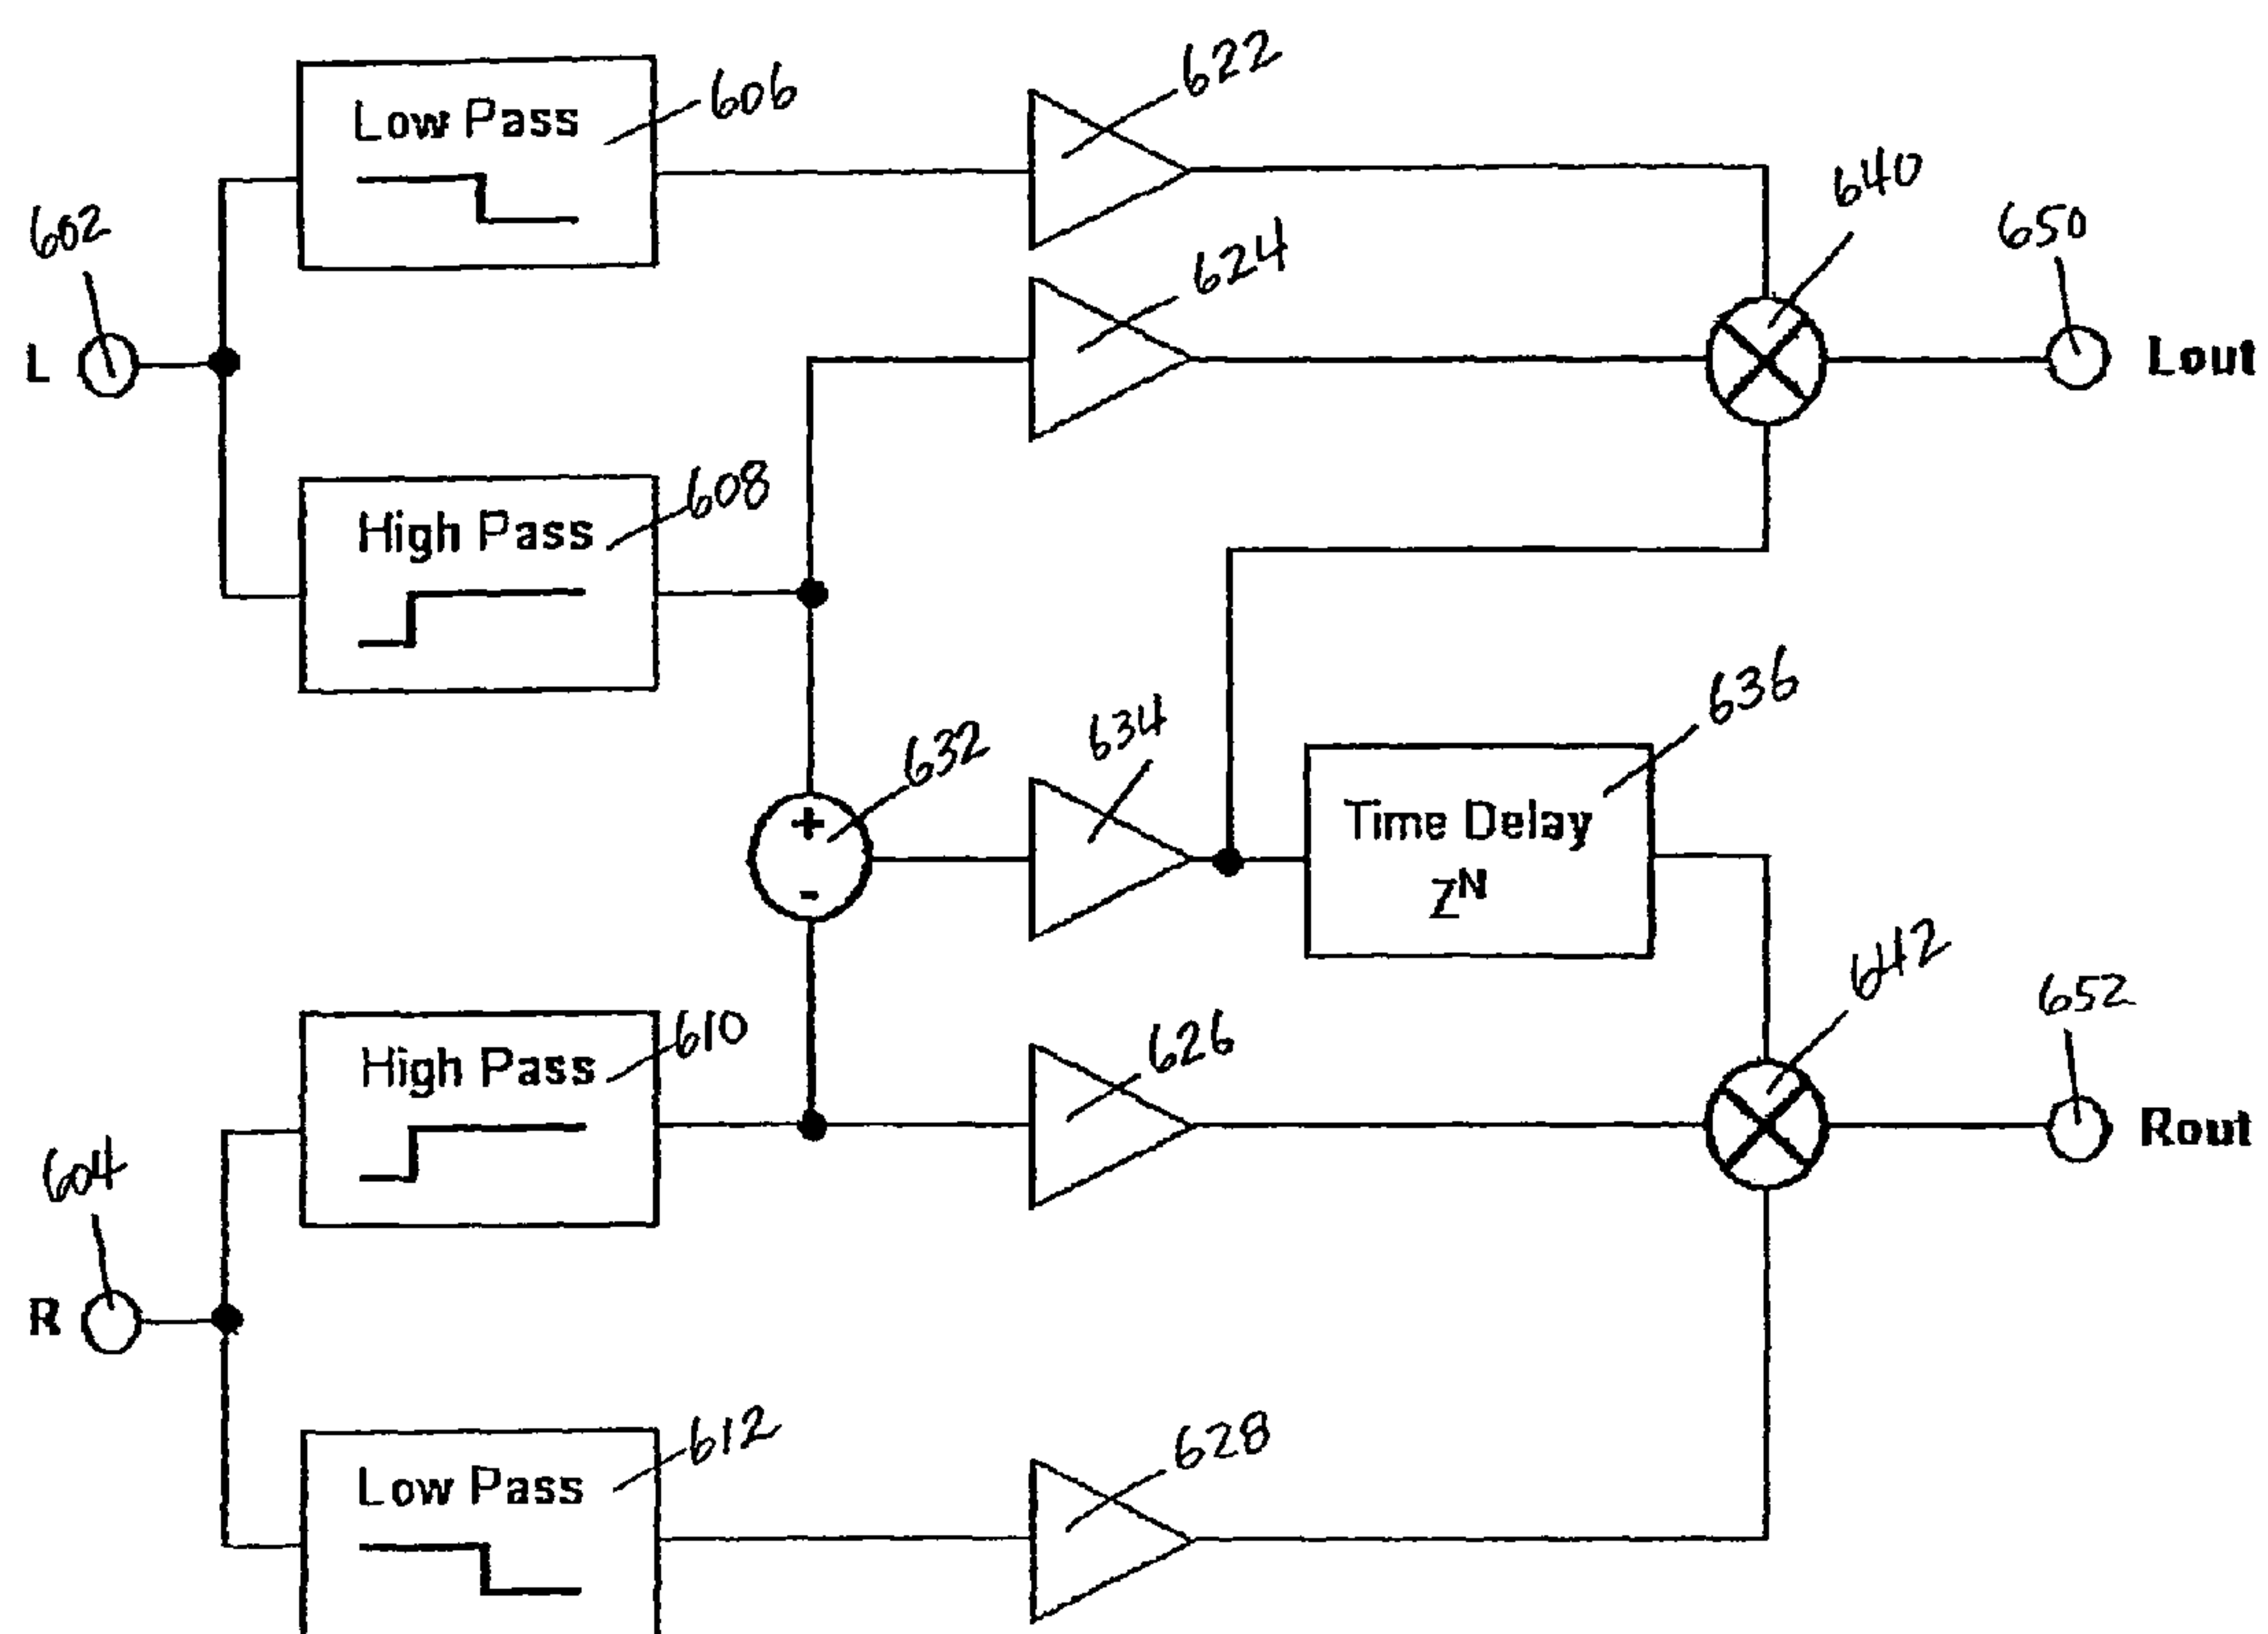 622
Low Pass
606
640
650
602
624
L
Lout
608
High Pass
636
634
632
+
Time Delay
Z^N
-
642
652
610
626
High Pass
Rout
604
R
612
628
Low Pass